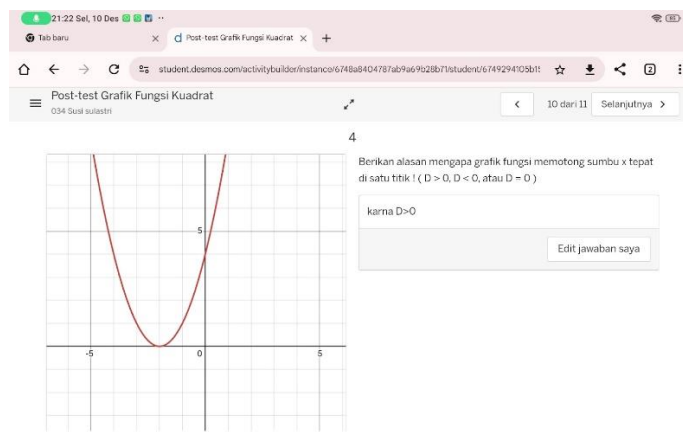 21:22 Sel, 10 Des
Tab baru
Post-test Grafik Fungsi Kuadrat
student.desmos.com/activitybuilder/instance/6748a8404787ab9a69b28b71/student/6749294105b1
2
Post-test Grafik Fungsi Kuadrat
034 Susi sulastri
10 dari 11
Selanjutnya
4
Berikan alasan mengapa grafik fungsi memotong sumbu x tepat
di satu titik ! ( D > 0, D < 0, atau D = 0 )
karna D>0
Edit jawaban saya
5
-5
0
5